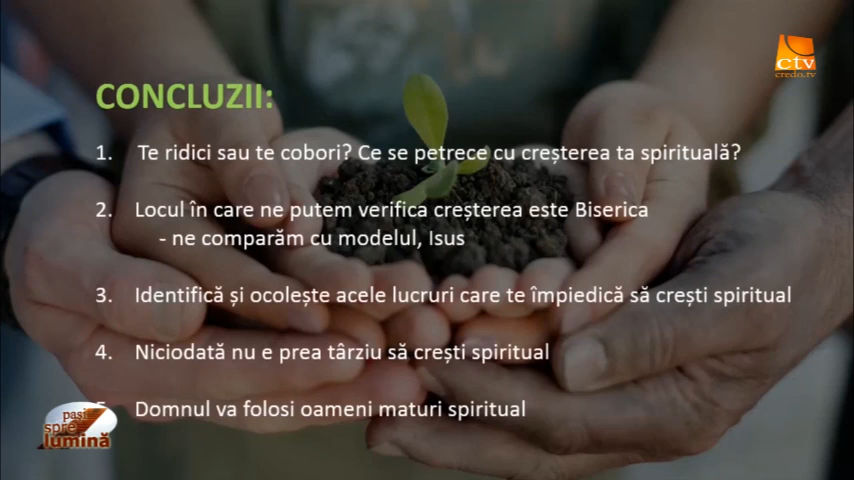 ctv
credo.tv
CONCLUZII:
1. Te ridici sau te cobori? Ce se petrece cu creșterea ta spirituală?
2. Locul în care ne putem verifica creșterea este Biserica
- ne comparăm cu modelul, Isus
3. Identifică și ocolește acele lucruri care te împiedică să crești spiritual
4. Niciodată nu e prea târziu să crești spiritual
5. Domnul va folosi oameni maturi spiritual
pași
spre
lumină